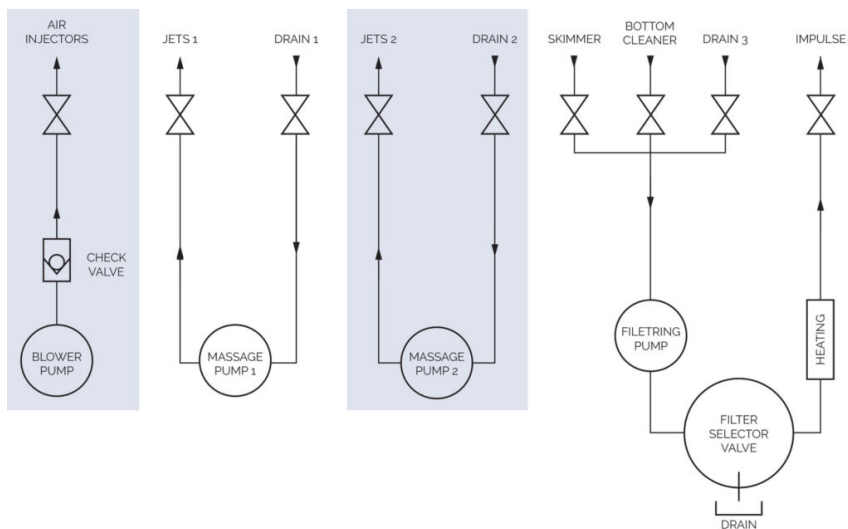 AIR
INJECTORS
JETS 1
DRAIN 1
JETS 2
DRAIN 2
SKIMMER
BOTTOM
CLEANER
DRAIN 3
IMPULSE
CHECK
VALVE
BLOWER
PUMP
MASSAGE
PUMP 1
MASSAGE
PUMP 2
FILETRING
PUMP
HEATING
FILTER
SELECTOR
VALVE
DRAIN